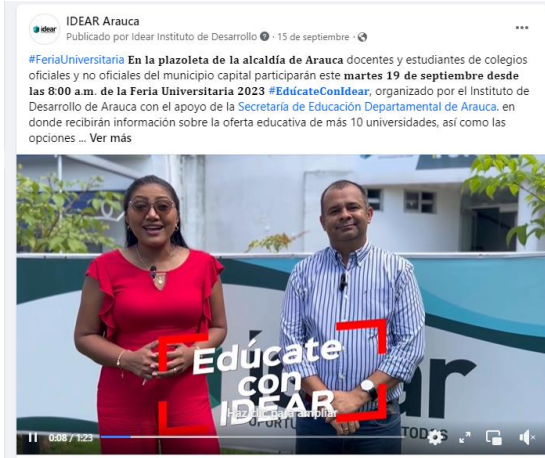 IDEAR Arauca
idear
Publicado por Idear Instituto de Desarrollo · 15 de septiembre ·
#FeriaUniversitaria En la plazoleta de la alcaldía de Arauca docentes y estudiantes de colegios
oficiales y no oficiales del municipio capital participarán este martes 19 de septiembre desde
las 8:00 a.m. de la Feria Universitaria 2023 #EdúcateConIdear, organizado por el Instituto de
Desarrollo de Arauca con el apoyo de la Secretaría de Educación Departamental de Arauca. en
donde recibirán información sobre la oferta educativa de más 10 universidades, así como las
opciones ... Ver más
Edúcate
con
IDEAR
Haz clic para ampliar
0:08 / 1:23